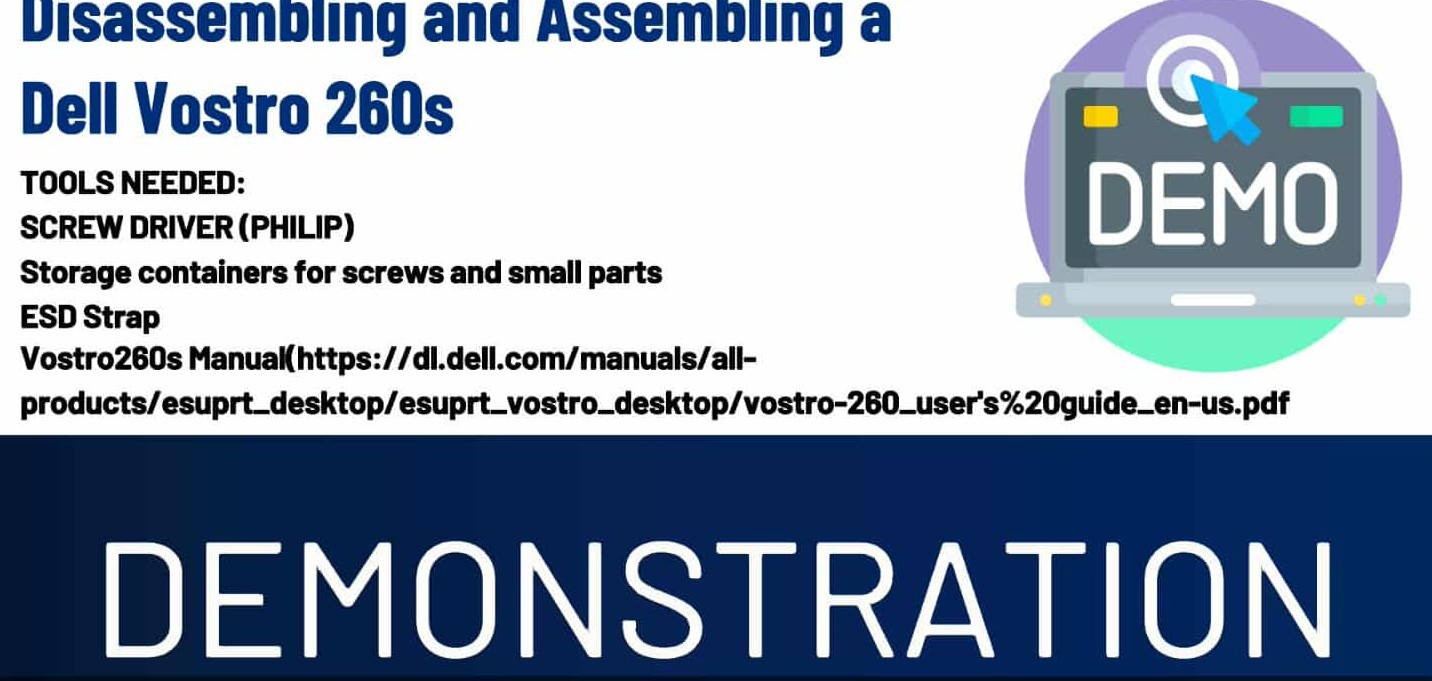 Disassembling and Assembling a
Dell Vostro 260s
TOOLS NEEDED:
SCREW DRIVER (PHILIP)
Storage containers for screws and small parts
ESD Strap
Vostro260s Manual(https://dl.dell.com/manuals/all-
products/esuprt_desktop/esuprt_vostro_desktop/vostro-260_user's%20guide_en-us.pdf
DEMO
DEMONSTRATION